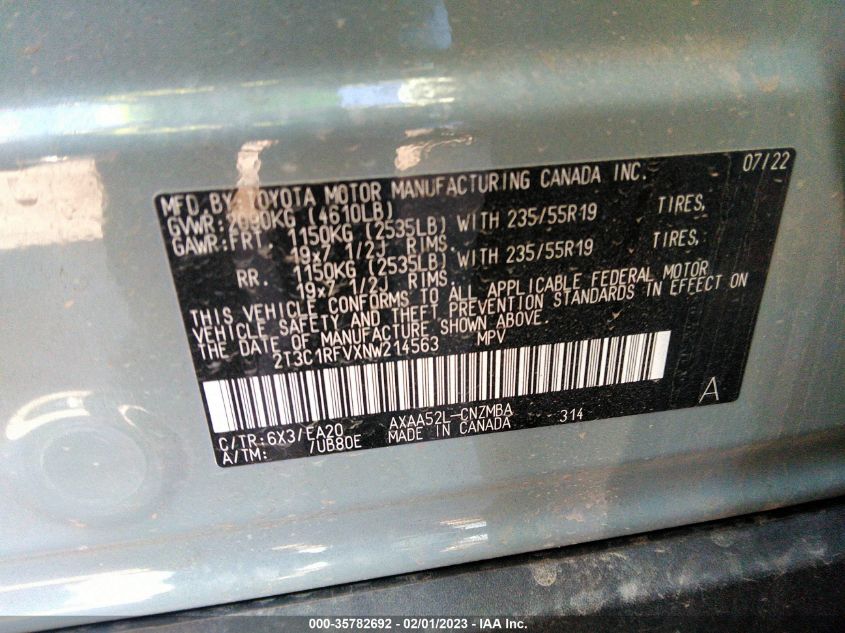 MFD BY: TOYOTA MOTOR MANUFACTURING CANADA INC. 07/22
GVWR: 2090KG (4610LB)
GAWR:FRT. 1150KG (2535LB) WITH 235/55R19 TIRES,
19x7 1/2J RIMS.
RR. 1150KG (2535LB) WITH 235/55R19 TIRES,
19x7 1/2J RIMS.
THIS VEHICLE CONFORMS TO ALL APPLICABLE FEDERAL MOTOR
VEHICLE SAFETY AND THEFT PREVENTION STANDARDS IN EFFECT ON
THE DATE OF MANUFACTURE SHOWN ABOVE.
2T3C1RFVXNW214563 MPV
A
C/TR:6X3/EA20 AXAA52L-CNZMBA 314
A/TM: /UB80E MADE IN CANADA
000-35782692 - 02/01/2023 - IAA Inc.